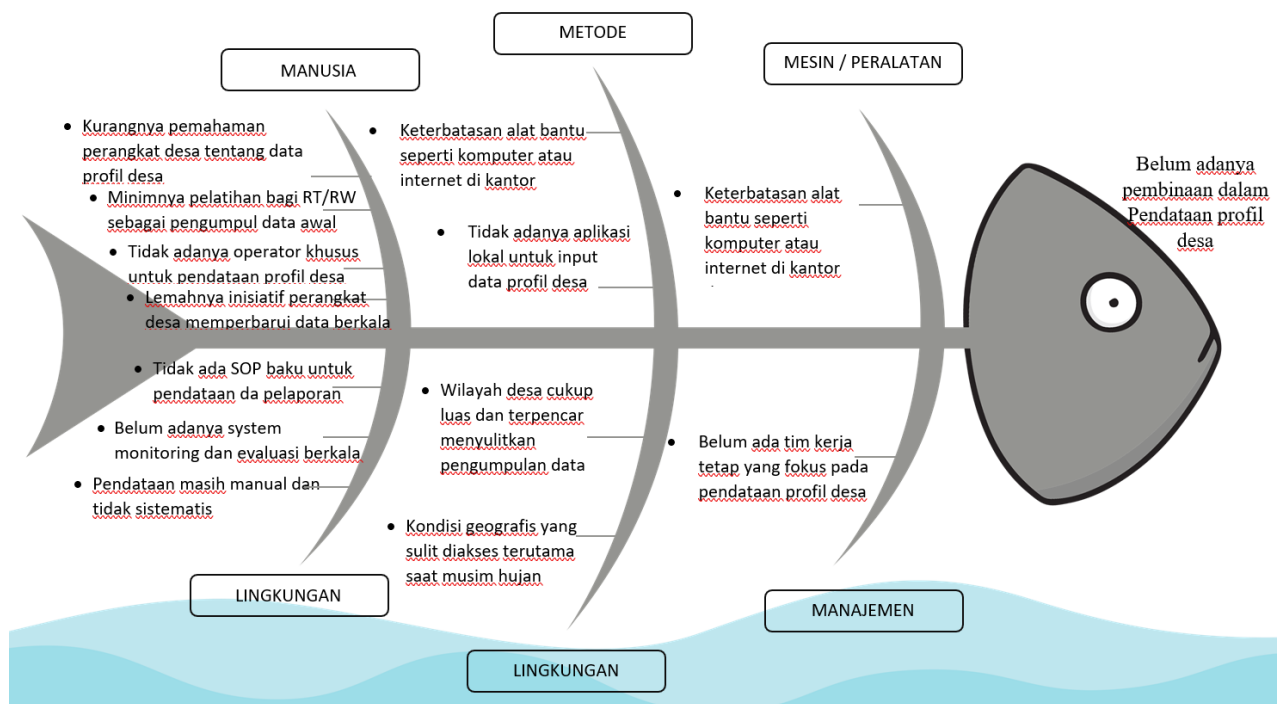 METODE
MANUSIA
MESIN / PERALATAN
• Kurangnya pemahaman
perangkat desa tentang data
profil desa
• Minimnya pelatihan bagi RT/RW
sebagai pengumpul data awal
• Tidak adanya operator khusus
untuk pendataan profil desa
• Lemahnya inisiatif perangkat
desa memperbarui data berkala
• Keterbatasan alat bantu
seperti komputer atau
internet di kantor
• Tidak adanya aplikasi
lokal untuk input
data profil desa
• Keterbatasan alat
bantu seperti
komputer atau
internet di kantor
.
Belum adanya
pembinaan dalam
Pendataan profil
desa
• Tidak ada SOP baku untuk
pendataan da pelaporan
• Belum adanya system
monitoring dan evaluasi berkala
• Pendataan masih manual dan
tidak sistematis
• Wilayah desa cukup
luas dan terpencar
menyulitkan
pengumpulan data
• Kondisi geografis yang
sulit diakses terutama
saat musim hujan
• Belum ada tim kerja
tetap yang fokus pada
pendataan profil desa
LINGKUNGAN
MANAJEMEN
LINGKUNGAN